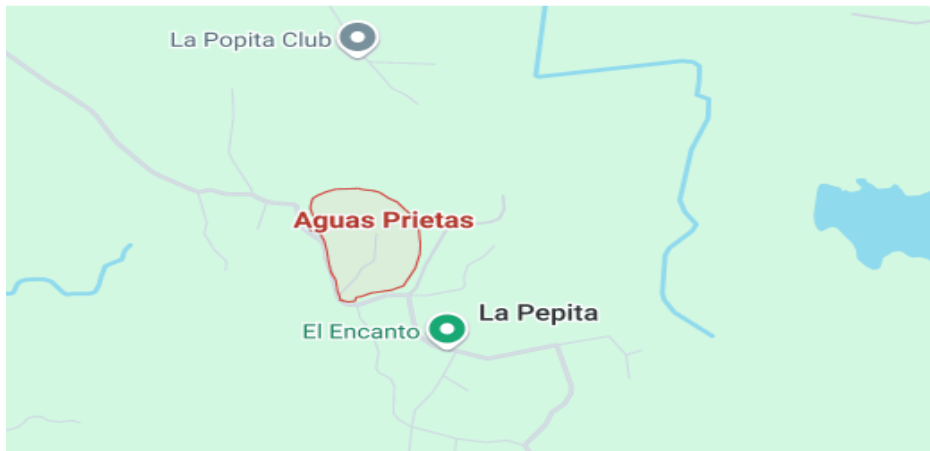 La Popita Club
Aguas Prietas
La Pepita
El Encanto